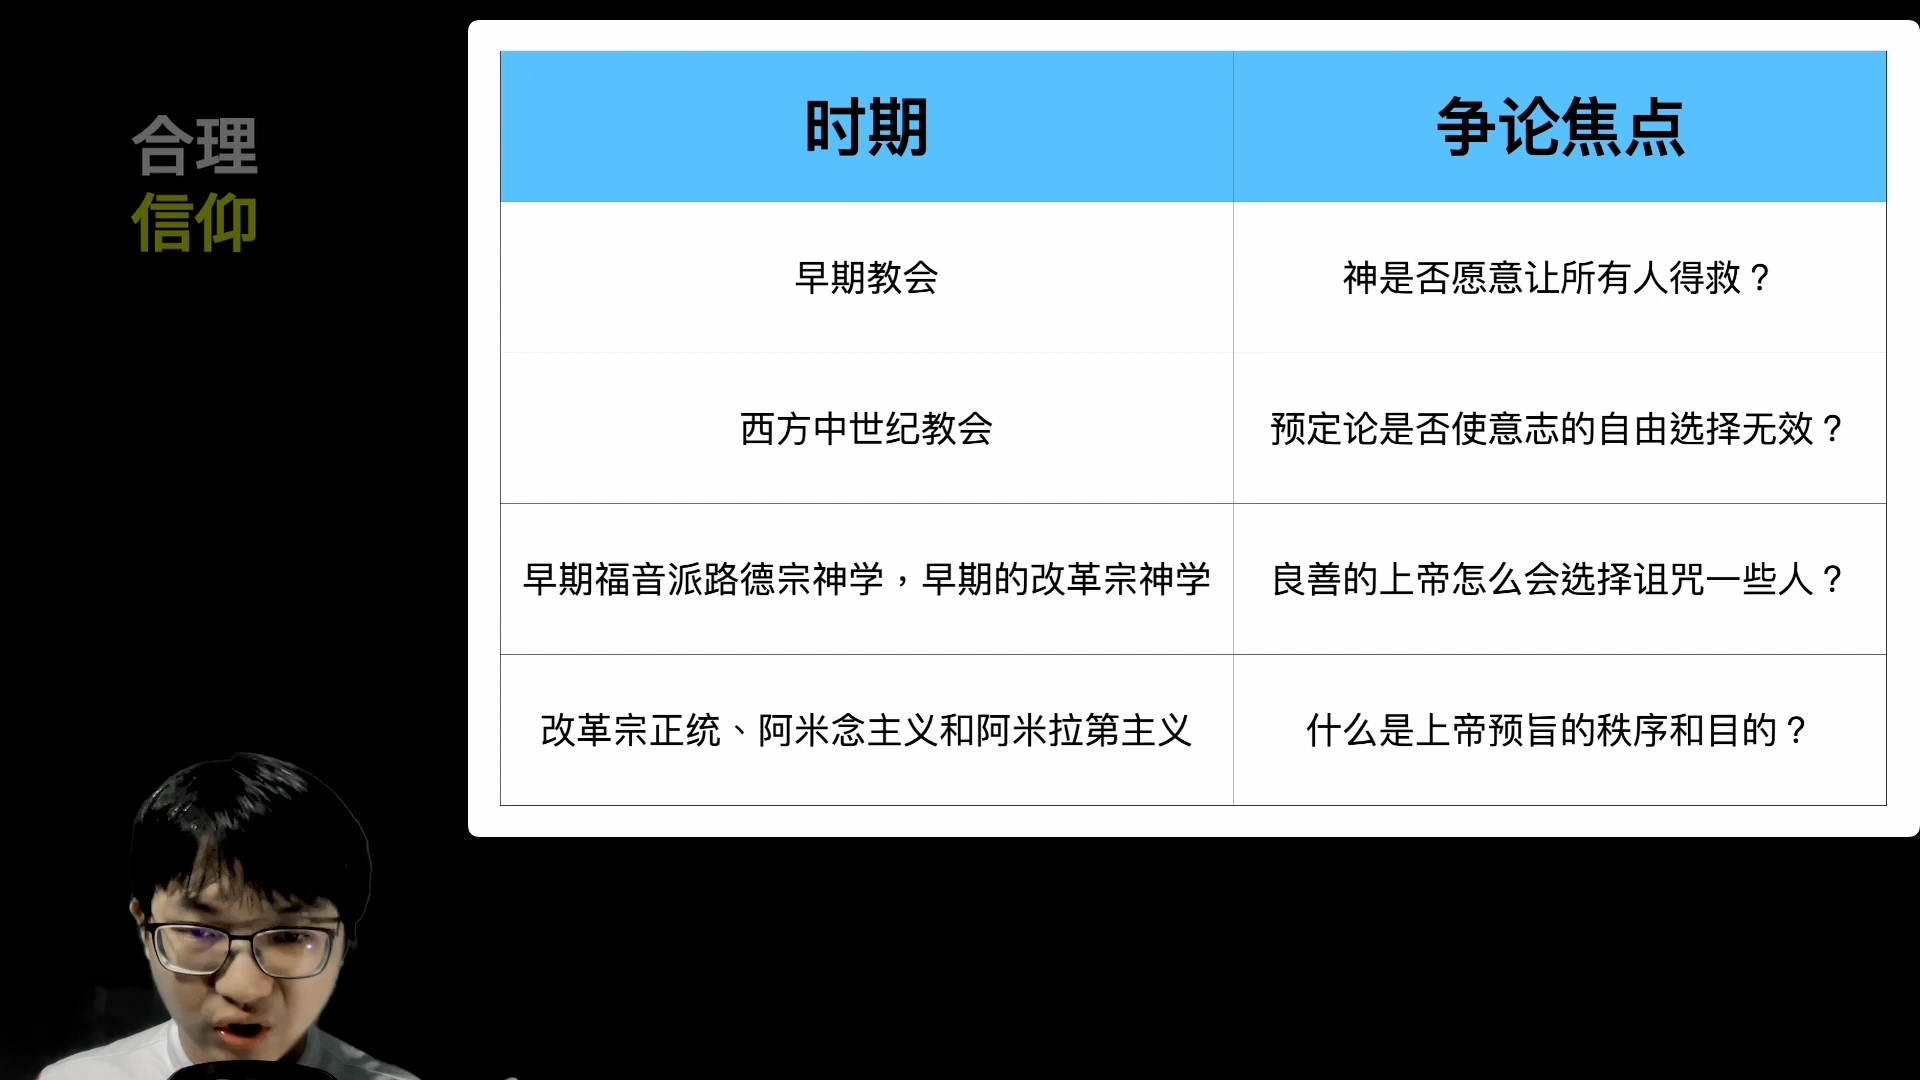 合理
信仰
时期
争论焦点
早期教会
神是否愿意让所有人得救？
西方中世纪教会
预定论是否使意志的自由选择无效？
早期福音派路德宗神学，早期的改革宗神学
良善的上帝怎么会选择诅咒一些人？
改革宗正统、阿米念主义和阿米拉第主义
什么是上帝预旨的秩序和目的？